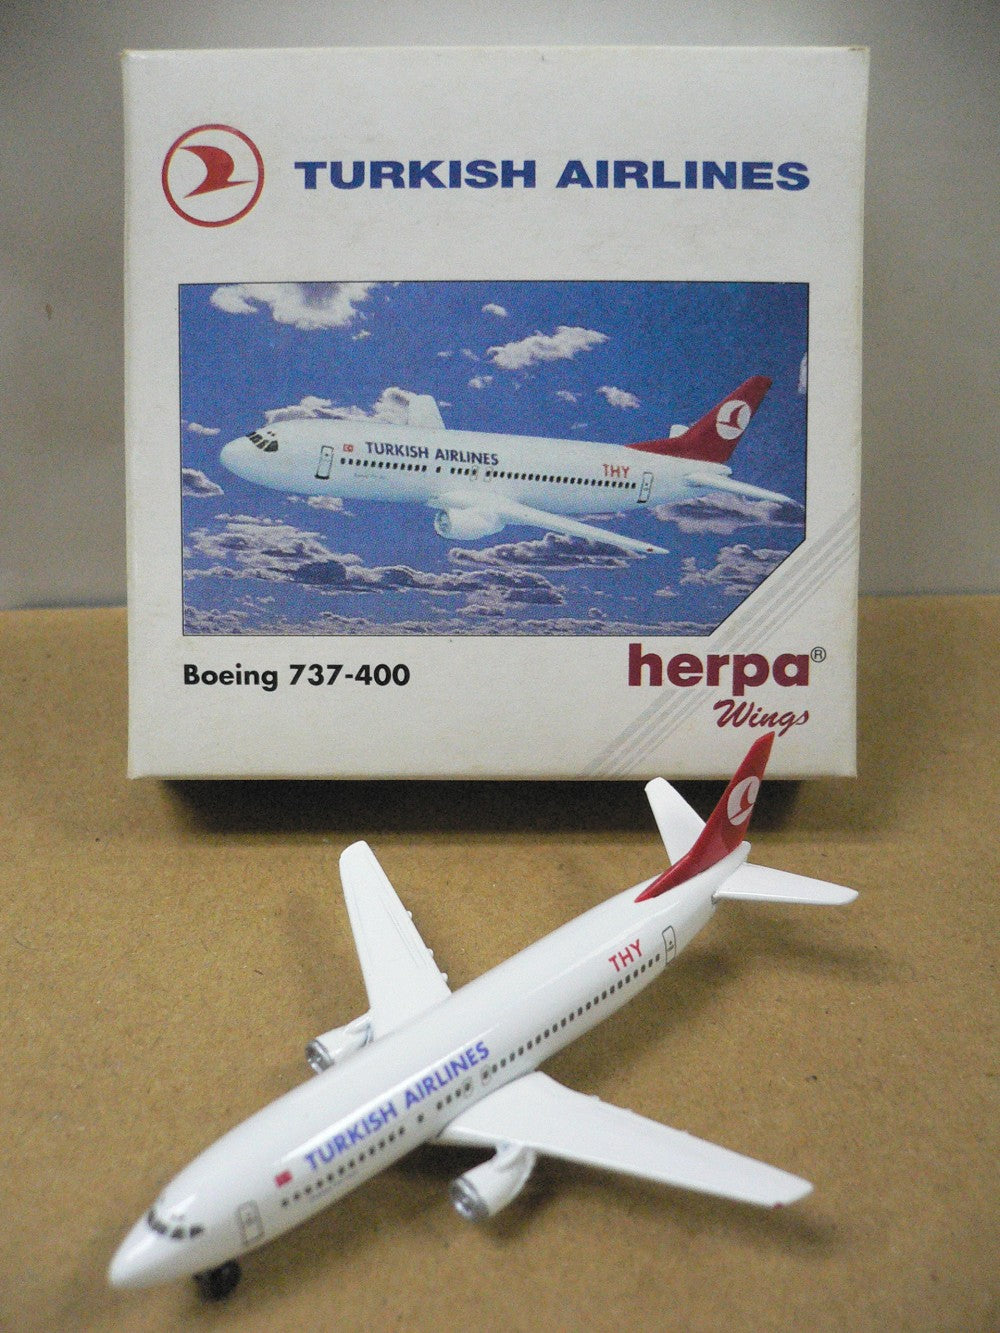 TURKISH AIRLINES
TURKISH AIRLINES
THY
Boeing 737-400
herpa®
Wings
THY
TURKISH AIRLINES